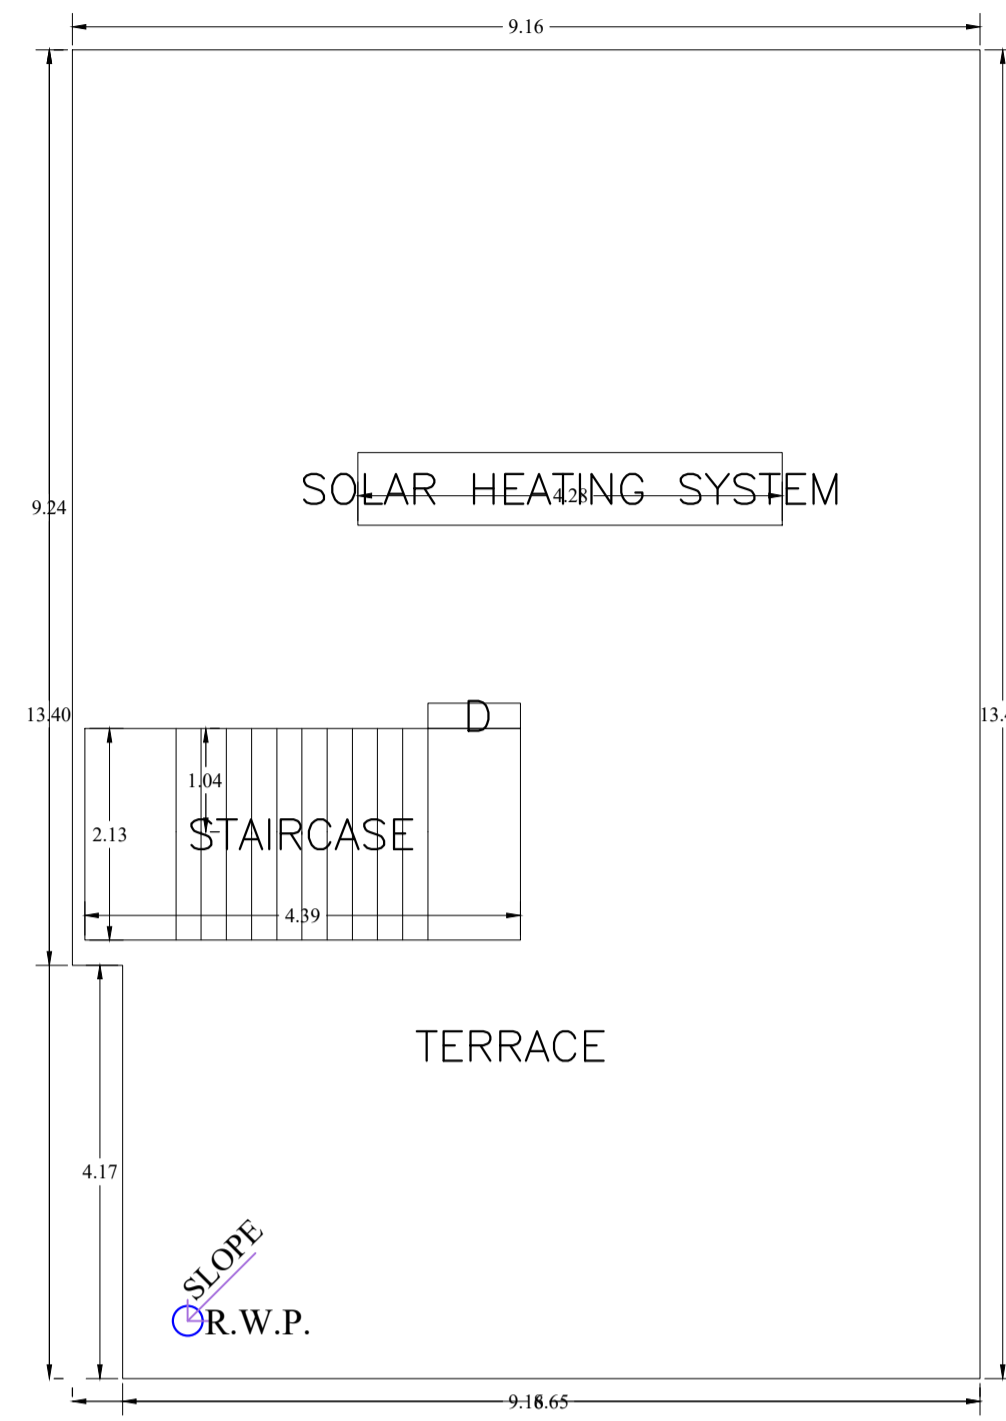 9.16
SOLAR HEATING SYSTEM
4.28
9.24
D
13.40
1.04
2.13
STAIRCASE
4.39
TERRACE
4.17
SLOPE
R.W.P.